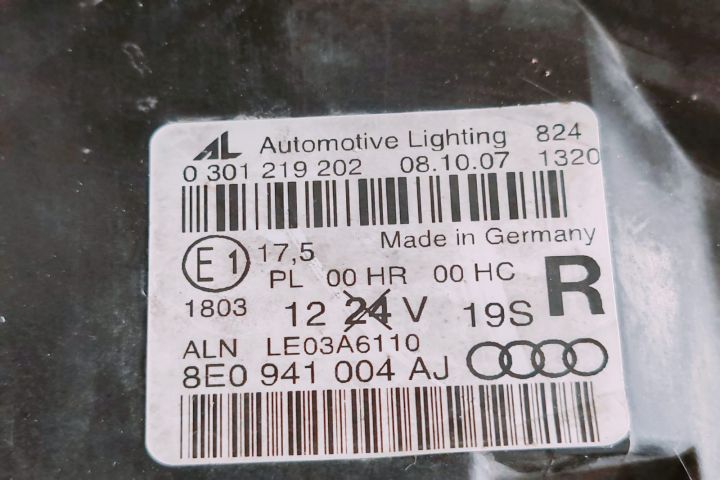 AL Automotive Lighting 824
0 301 219 202 08.10.07 1320
Made in Germany
E1 17,5
PL 00 HR 00 HC R
1803 12 24 V 19S
ALN LE03A6110
8E0 941 004 AJ